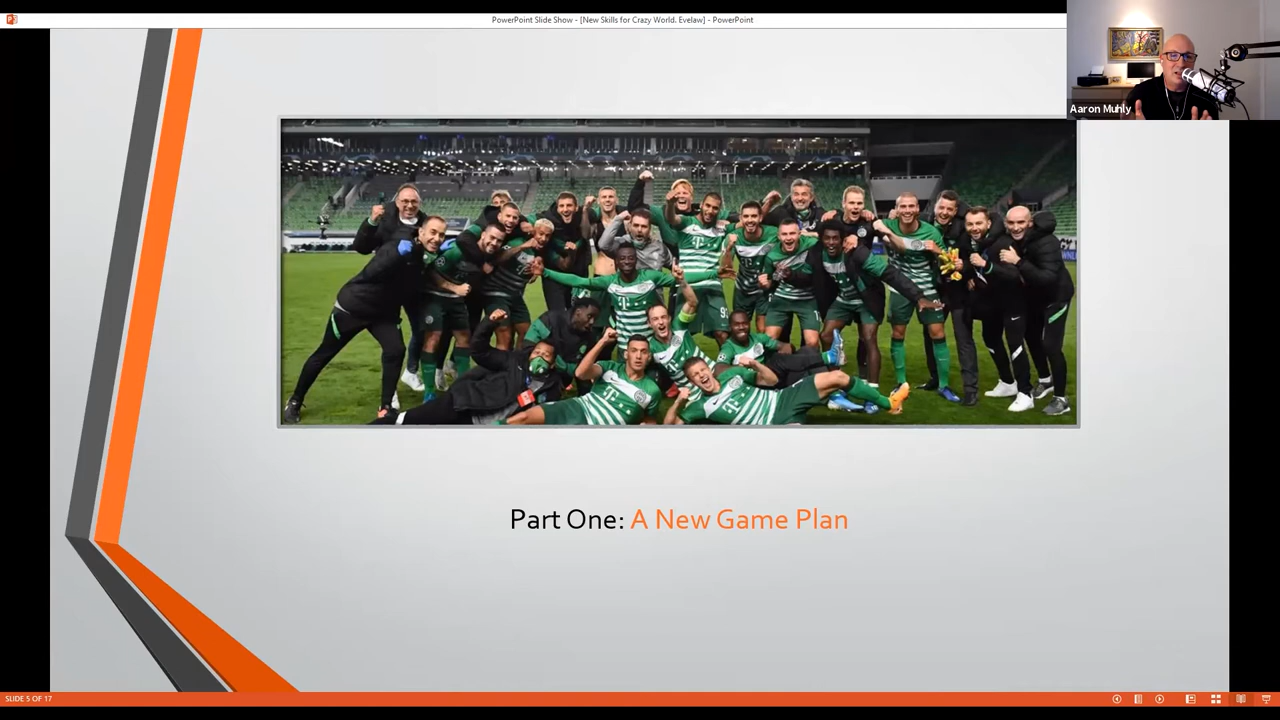 PowerPoint Slide Show - [New Skills for Crazy World. Evelaw] - PowerPoint
Aaron Muhly
Part One: A New Game Plan
SLIDE 5 OF 17